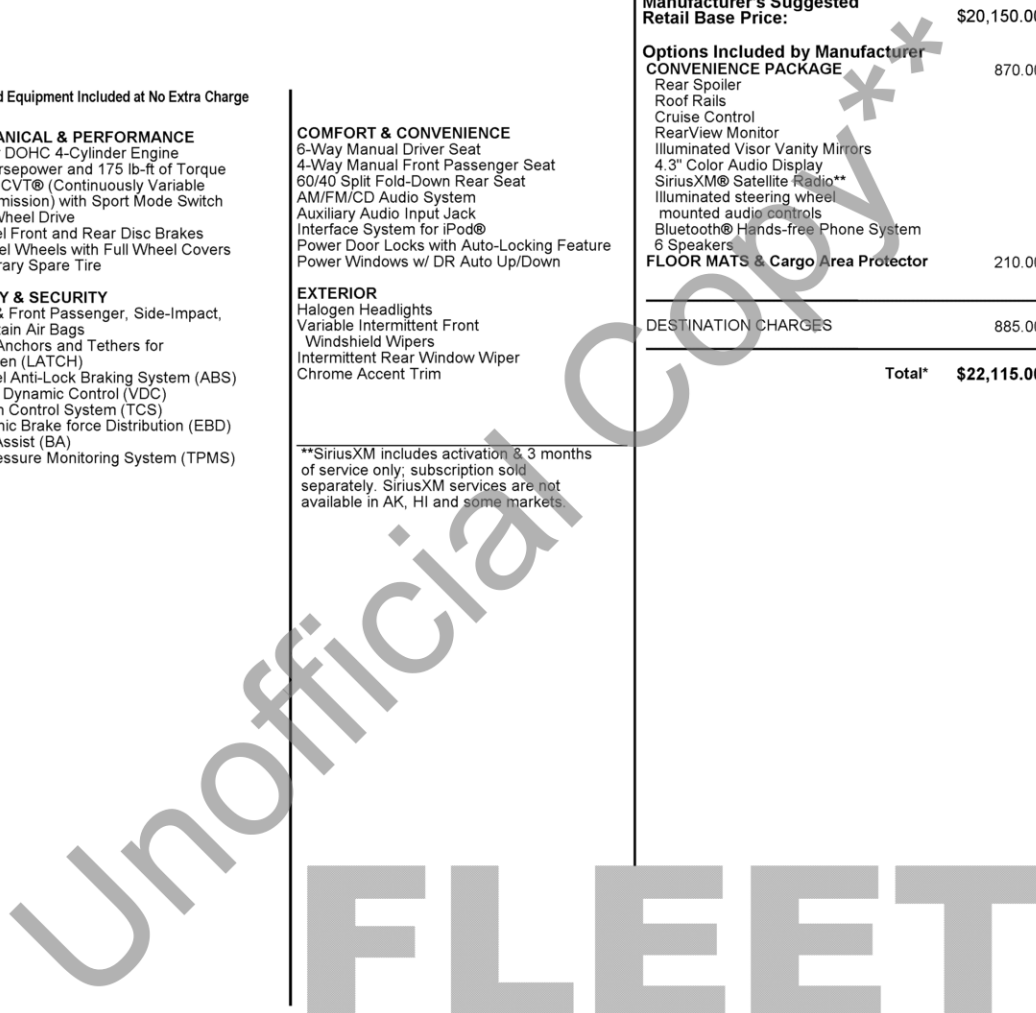 d Equipment Included at No Extra Charge
ANICAL & PERFORMANCE
DOHC 4-Cylinder Engine
rsepower and 175 lb-ft of Torque
CVT® (Continuously Variable
mission) with Sport Mode Switch
Wheel Drive
el Front and Rear Disc Brakes
el Wheels with Full Wheel Covers
rary Spare Tire
Y & SECURITY
& Front Passenger, Side-Impact,
tain Air Bags
Anchors and Tethers for
en (LATCH)
el Anti-Lock Braking System (ABS)
Dynamic Control (VDC)
n Control System (TCS)
nic Brake force Distribution (EBD)
Assist (BA)
essure Monitoring System (TPMS)
COMFORT & CONVENIENCE
6-Way Manual Driver Seat
4-Way Manual Front Passenger Seat
60/40 Split Fold-Down Rear Seat
AM/FM/CD Audio System
Auxiliary Audio Input Jack
Interface System for iPod®
Power Door Locks with Auto-Locking Feature
Power Windows w/ DR Auto Up/Down
EXTERIOR
Halogen Headlights
Variable Intermittent Front
Windshield Wipers
Intermittent Rear Window Wiper
Chrome Accent Trim
**SiriusXM includes activation & 3 months
of service only; subscription sold
separately. SiriusXM services are not
available in AK, HI and some markets.
Manufacturer's Suggested
Retail Base Price: $20,150.00
Options Included by Manufacturer
CONVENIENCE PACKAGE 870.00
Rear Spoiler
Roof Rails
Cruise Control
RearView Monitor
Illuminated Visor Vanity Mirrors
4.3" Color Audio Display
SiriusXM® Satellite Radio**
Illuminated steering wheel
mounted audio controls
Bluetooth® Hands-free Phone System
6 Speakers
FLOOR MATS & Cargo Area Protector 210.00
DESTINATION CHARGES 885.00
Total* $22,115.00
Unofficial Copy**
FLEET